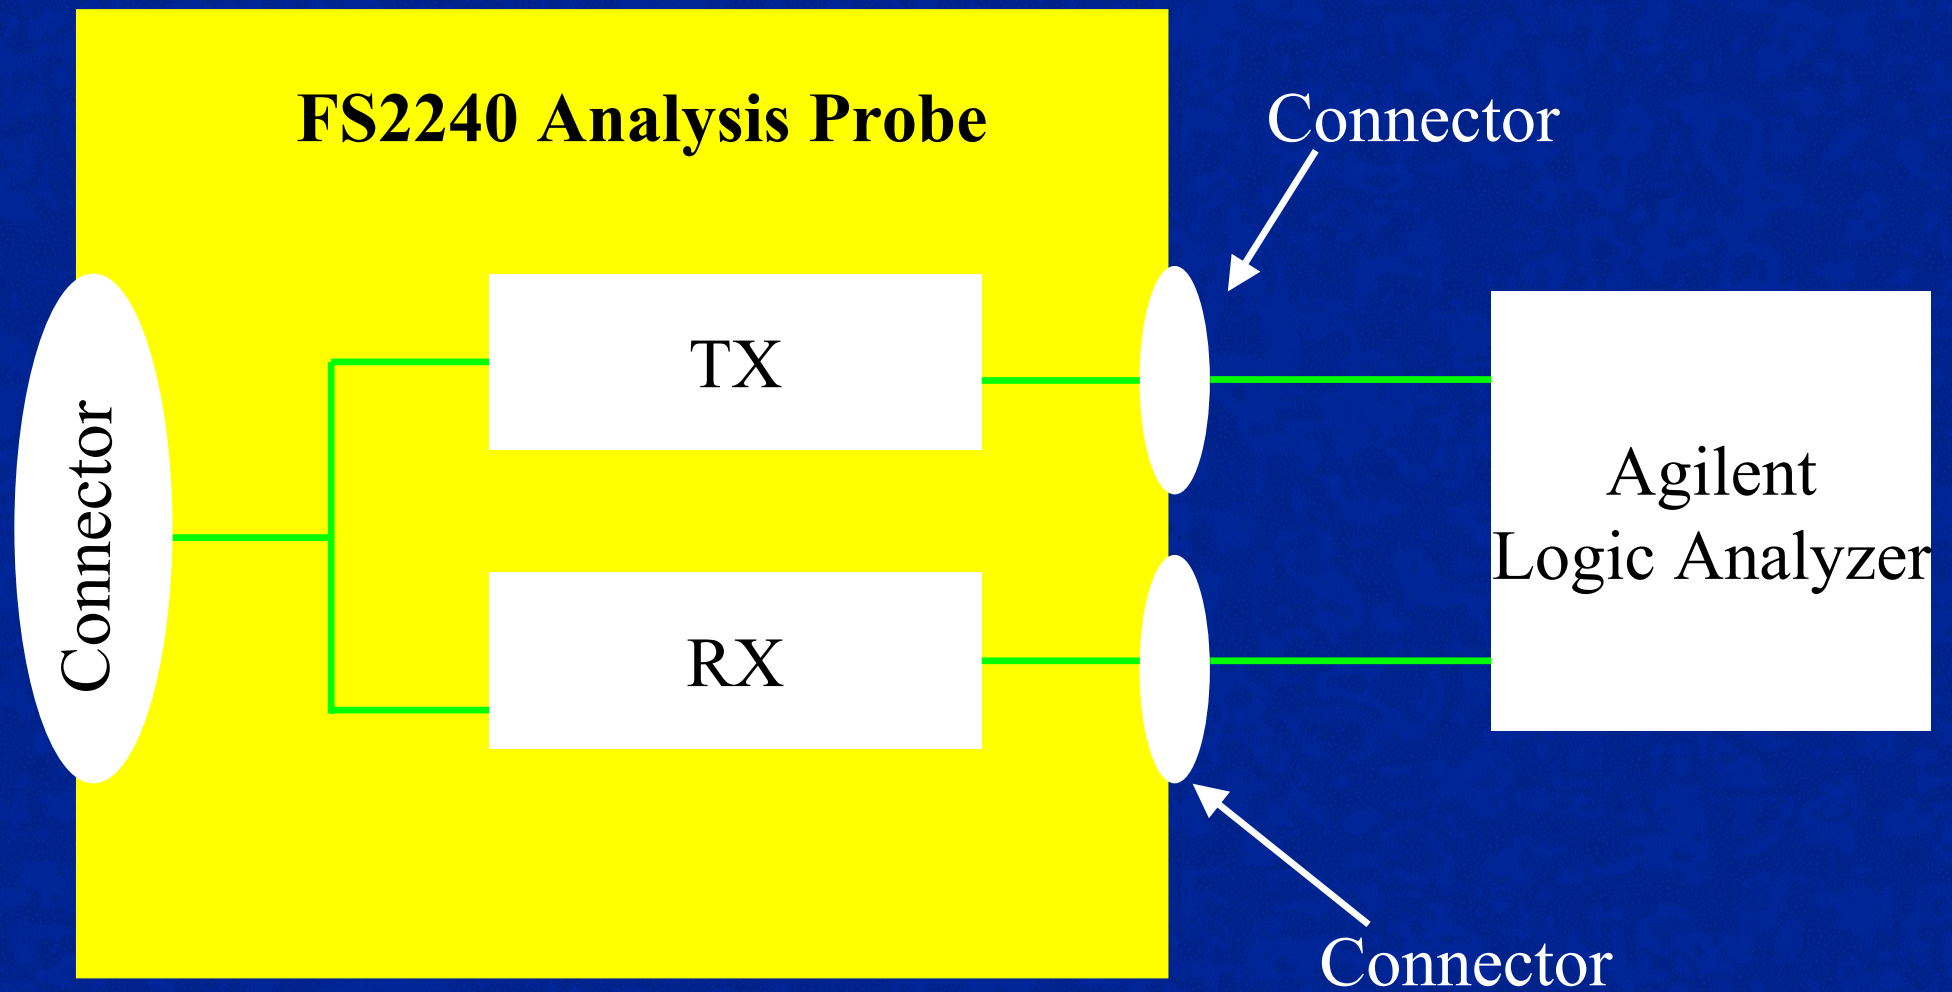 FS2240 Analysis Probe
Connector
Connector
TX
RX
Agilent
Logic Analyzer
Connector